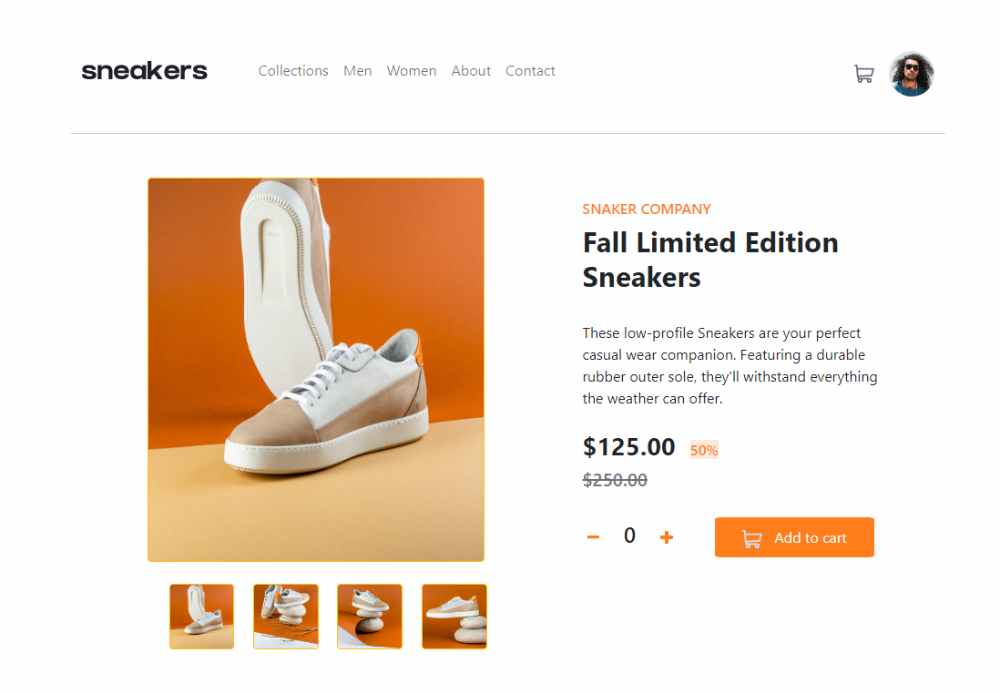 sneakers
Collections Men Women About Contact
SNAKER COMPANY
Fall Limited Edition
Sneakers
These low-profile Sneakers are your perfect
casual wear companion. Featuring a durable
rubber outer sole, they'll withstand everything
the weather can offer.
$125.00 50%
$250.00
− 0 +
Add to cart